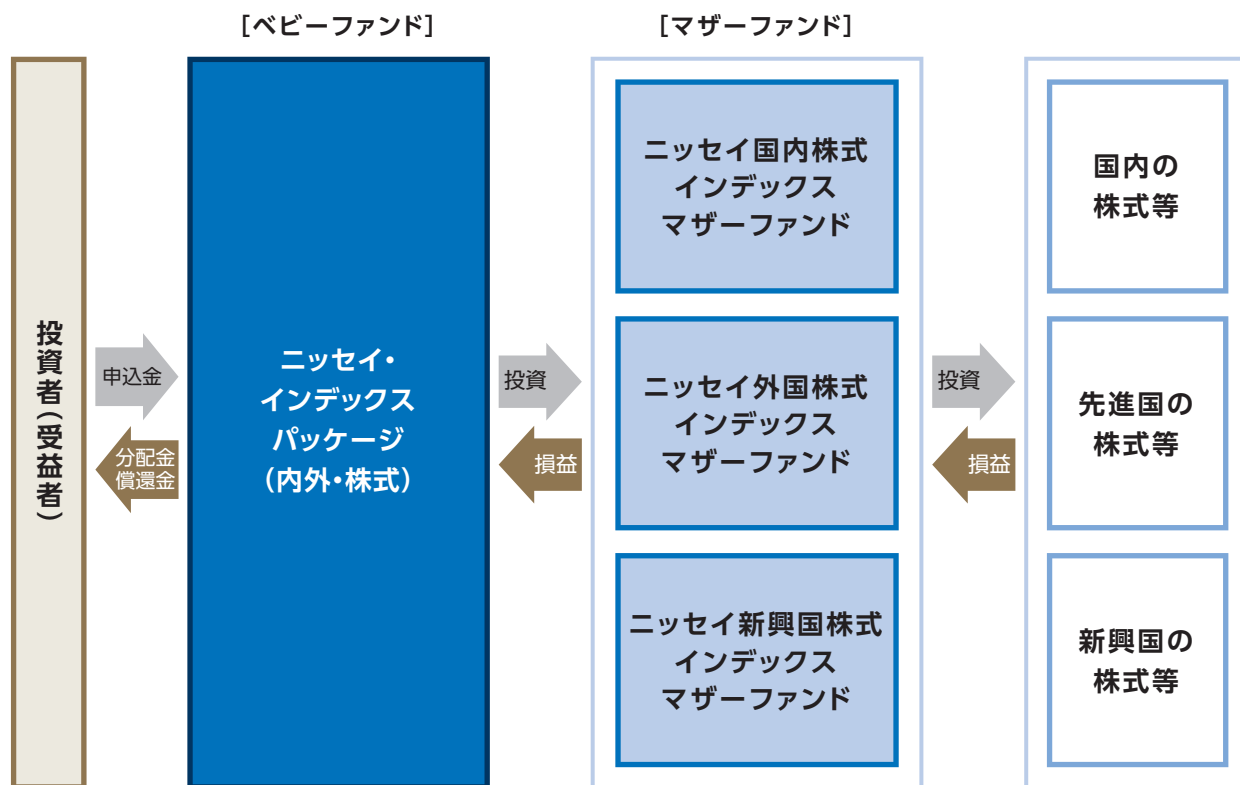 ［ベビーファンド］
［マザーファンド］
投資者（受益者）
申込金
分配金
償還金
ニッセイ・
インデックス
パッケージ
（内外・株式）
投資
損益
ニッセイ国内株式
インデックス
マザーファンド
ニッセイ外国株式
インデックス
マザーファンド
ニッセイ新興国株式
インデックス
マザーファンド
投資
損益
国内の
株式等
先進国の
株式等
新興国の
株式等